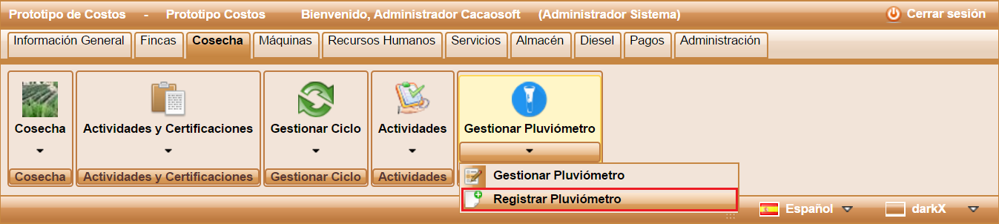 Prototipo de Costos - Prototipo Costos Bienvenido, Administrador Cacaosoft (Administrador Sistema) Cerrar sesión
Información General Fincas Cosecha Máquinas Recursos Humanos Servicios Almacén Diesel Pagos Administración
Cosecha Actividades y Certificaciones Gestionar Ciclo Actividades Gestionar Pluviómetro
Cosecha Actividades y Certificaciones Gestionar Ciclo Actividades
Gestionar Pluviómetro
Registrar Pluviómetro
Español darkX